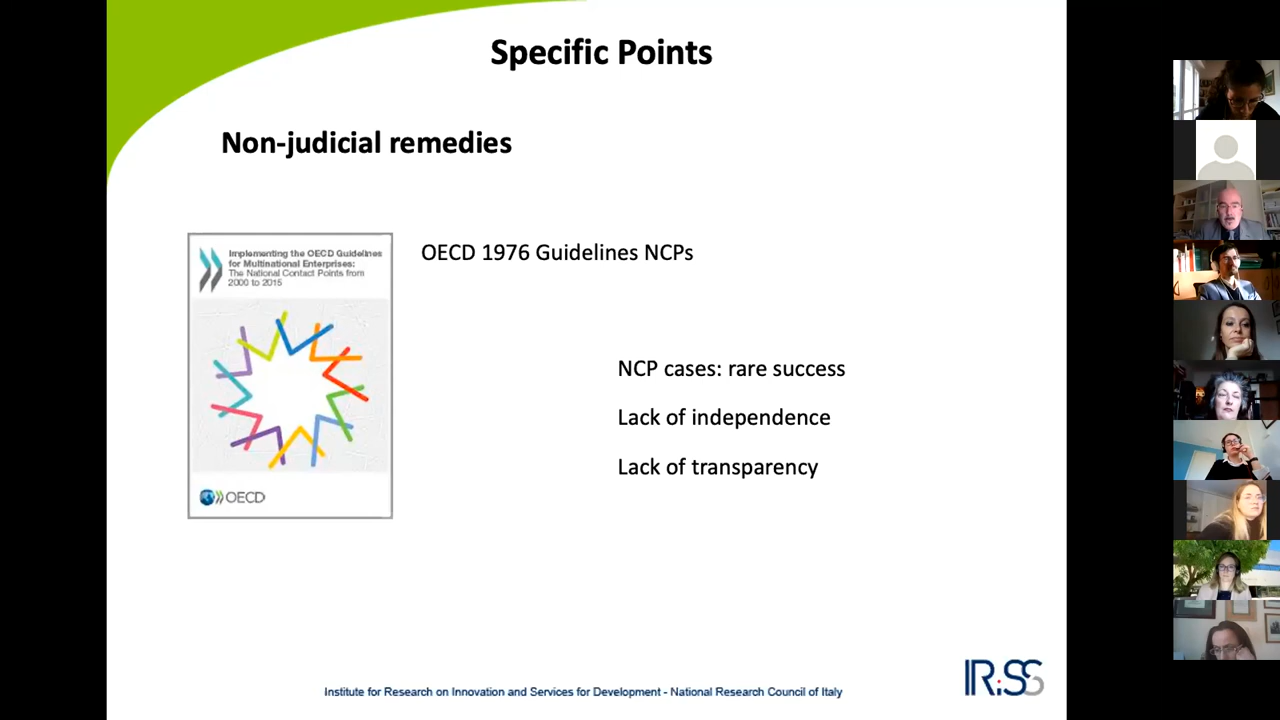 Specific Points
Non-judicial remedies
Implementing the OECD Guidelines
for Multinational Enterprises:
The National Contact Points from
2000 to 2015
OECD
OECD 1976 Guidelines NCPs
NCP cases: rare success
Lack of independence
Lack of transparency
IRiSS
Institute for Research on Innovation and Services for Development - National Research Council of Italy